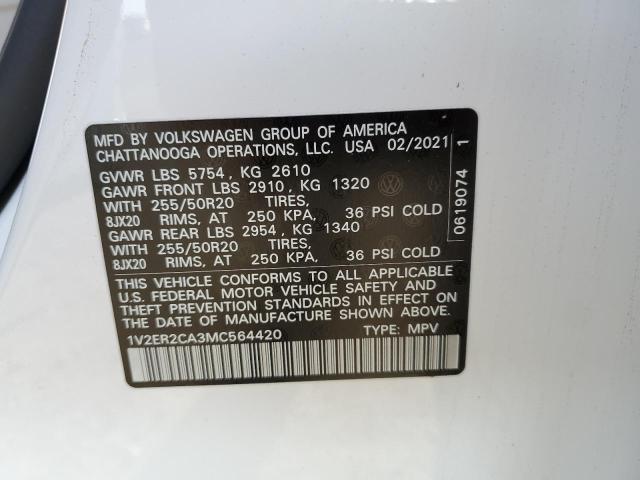 MFD BY VOLKSWAGEN GROUP OF AMERICA
CHATTANOOGA OPERATIONS, LLC. USA 02/2021
GVWR LBS 5754 , KG 2610
GAWR FRONT LBS 2910 , KG 1320
WITH 255/50R20 TIRES,
8JX20 RIMS, AT 250 KPA, 36 PSI COLD
GAWR REAR LBS 2954 , KG 1340
WITH 255/50R20 TIRES,
8JX20 RIMS, AT 250 KPA, 36 PSI COLD
THIS VEHICLE CONFORMS TO ALL APPLICABLE
U.S. FEDERAL MOTOR VEHICLE SAFETY AND
THEFT PREVENTION STANDARDS IN EFFECT ON
THE DATE OF MANUFACTURE SHOWN ABOVE.
1V2ER2CA3MC564420 TYPE: MPV
0619074 1